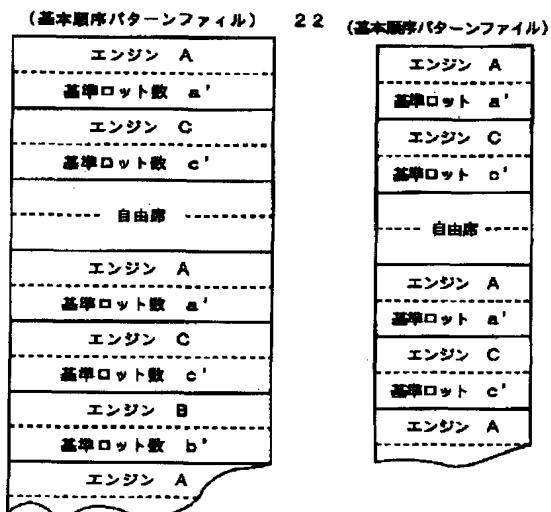 (基本順序パターンファイル)
エンジン A
基準ロット数 a'
エンジン C
基準ロット数 c'
自由席
エンジン A
基準ロット数 a'
エンジン C
基準ロット数 c'
エンジン B
基準ロット数 b'
エンジン A
22
(基本順序パターンファイル)
エンジン A
基準ロット a'
エンジン C
基準ロット c'
自由席
エンジン A
基準ロット a'
エンジン C
基準ロット c'
エンジン A